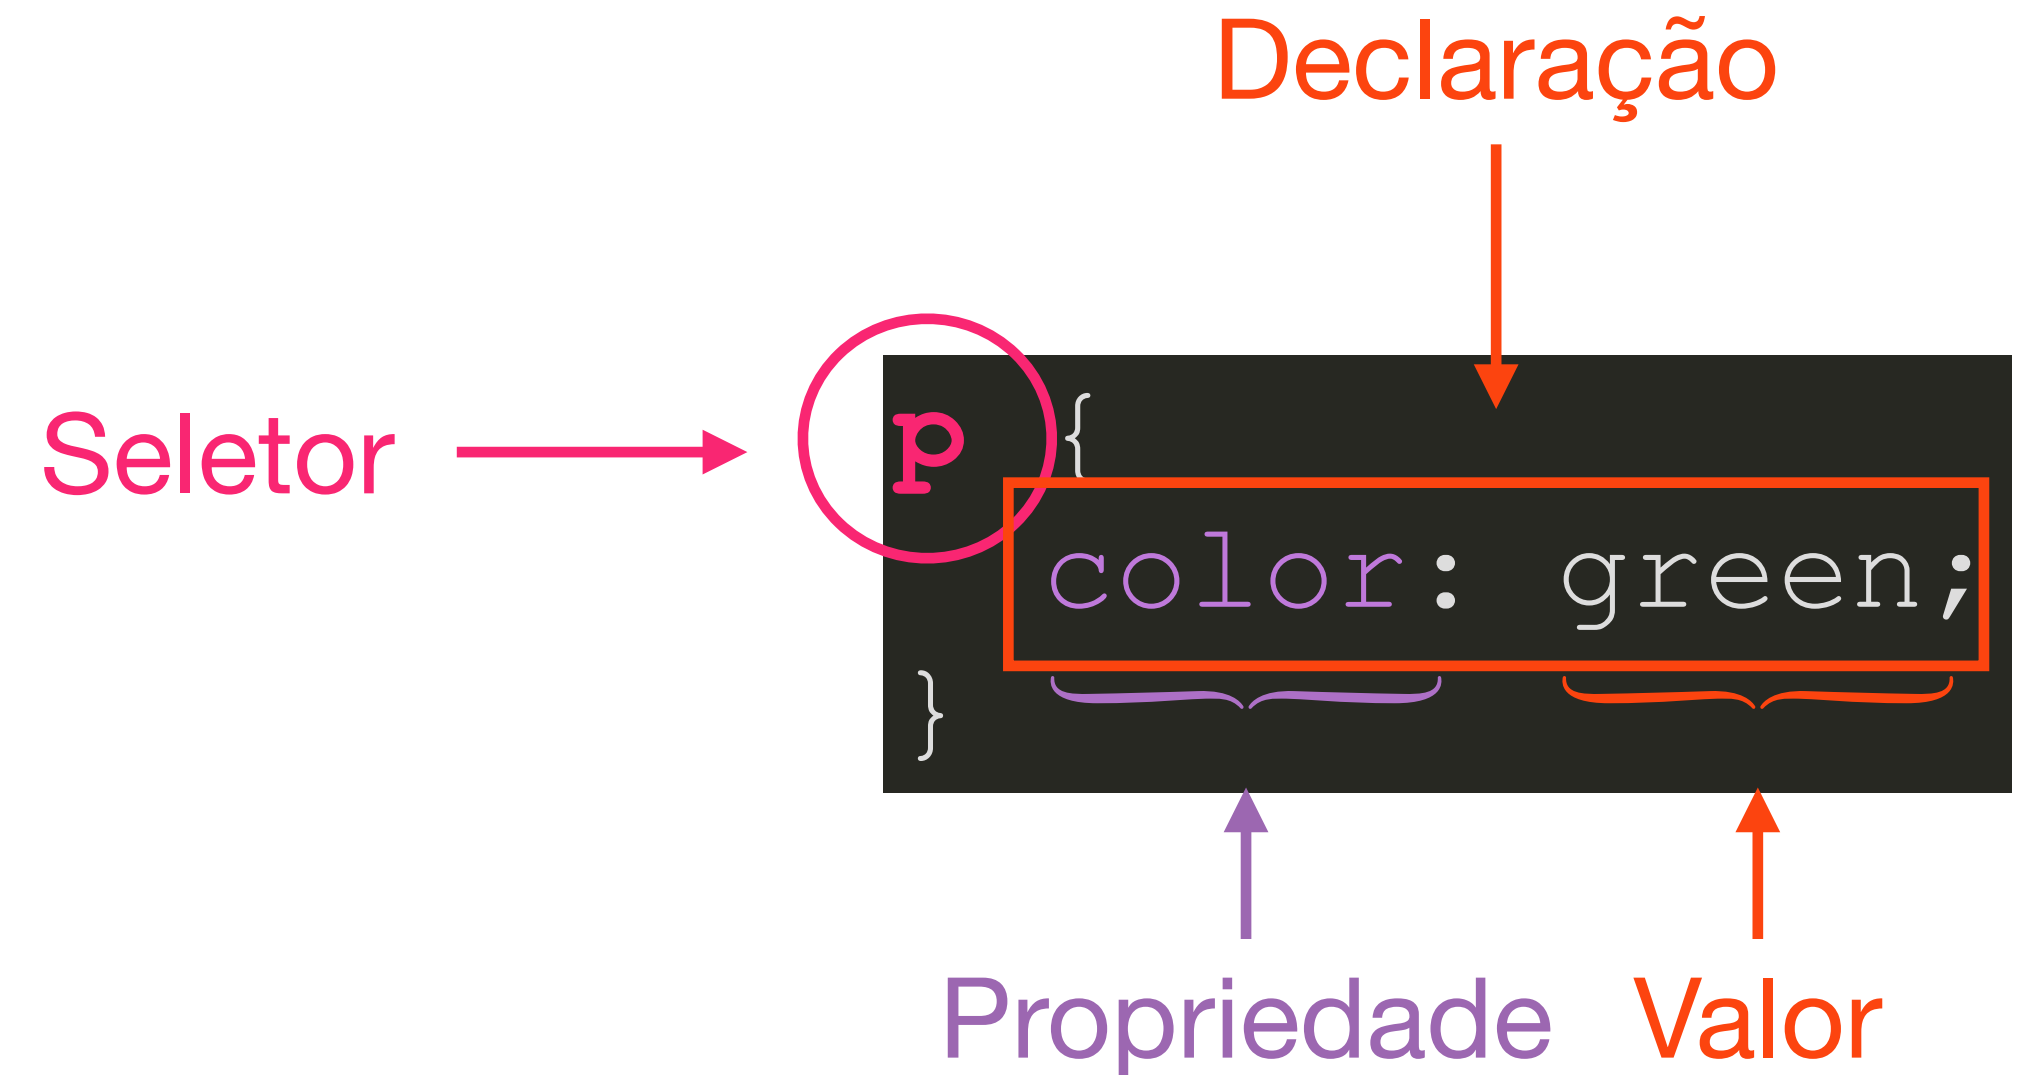 Declaração
Seletor
p {
color: green;
}
Propriedade Valor